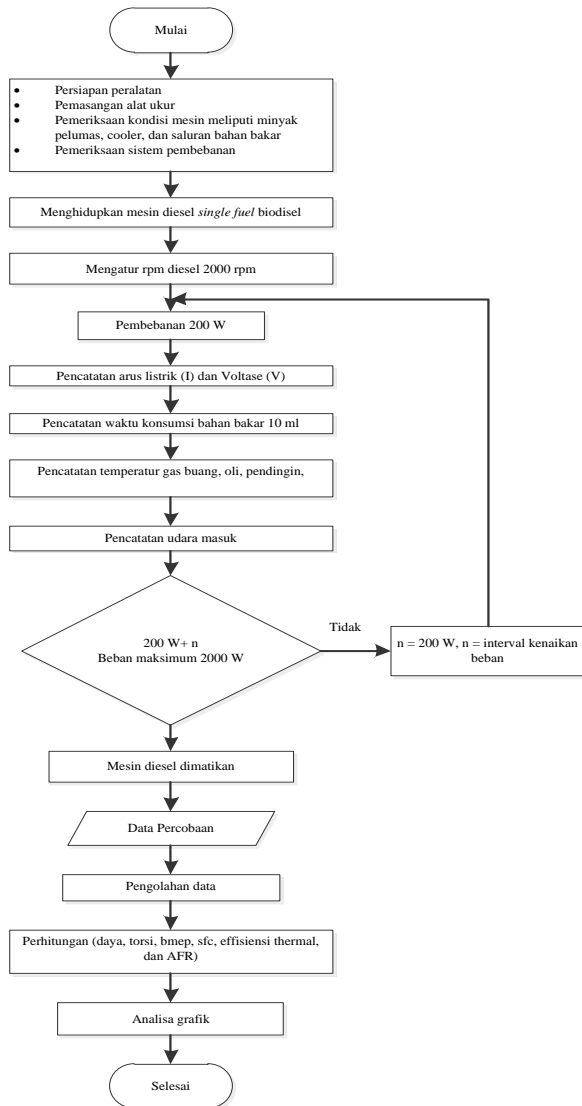 Mulai
• Persiapan peralatan
• Pemasangan alat ukur
• Pemeriksaan kondisi mesin meliputi minyak
pelumas, cooler, dan saluran bahan bakar
• Pemeriksaan sistem pembebanan
Menghidupkan mesin diesel single fuel biodisel
Mengatur rpm diesel 2000 rpm
Pembebanan 200 W
Pencatatan arus listrik (I) dan Voltase (V)
Pencatatan waktu konsumsi bahan bakar 10 ml
Pencatatan temperatur gas buang, oli, pendingin,
Pencatatan udara masuk
200 W+ n
Beban maksimum 2000 W
Tidak
n = 200 W, n = interval kenaikan
beban
Mesin diesel dimatikan
Data Percobaan
Pengolahan data
Perhitungan (daya, torsi, bmep, sfc, effisiensi thermal,
dan AFR)
Analisa grafik
Selesai